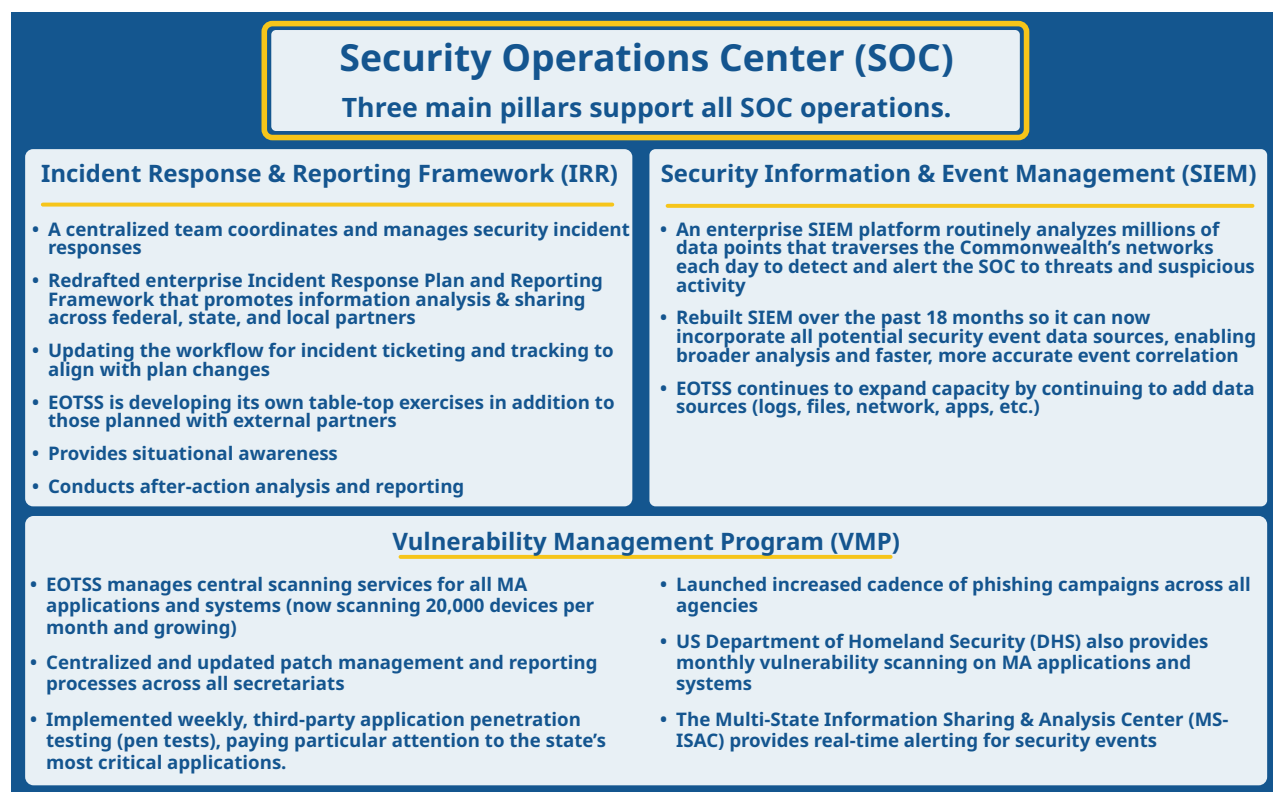 Security Operations Center (SOC)
Three main pillars support all SOC operations.
Incident Response & Reporting Framework (IRR)
• A centralized team coordinates and manages security incident
responses
• Redrafted enterprise Incident Response Plan and Reporting
Framework that promotes information analysis & sharing
across federal, state, and local partners
• Updating the workflow for incident ticketing and tracking to
align with plan changes
• EOTSS is developing its own table-top exercises in addition to
those planned with external partners
• Provides situational awareness
• Conducts after-action analysis and reporting
Security Information & Event Management (SIEM)
• An enterprise SIEM platform routinely analyzes millions of
data points that traverses the Commonwealth’s networks
each day to detect and alert the SOC to threats and suspicious
activity
• Rebuilt SIEM over the past 18 months so it can now
incorporate all potential security event data sources, enabling
broader analysis and faster, more accurate event correlation
• EOTSS continues to expand capacity by continuing to add data
sources (logs, files, network, apps, etc.)
Vulnerability Management Program (VMP)
• EOTSS manages central scanning services for all MA
applications and systems (now scanning 20,000 devices per
month and growing)
• Centralized and updated patch management and reporting
processes across all secretariats
• Implemented weekly, third-party application penetration
testing (pen tests), paying particular attention to the state’s
most critical applications.
• Launched increased cadence of phishing campaigns across all
agencies
• US Department of Homeland Security (DHS) also provides
monthly vulnerability scanning on MA applications and
systems
• The Multi-State Information Sharing & Analysis Center (MS-
ISAC) provides real-time alerting for security events